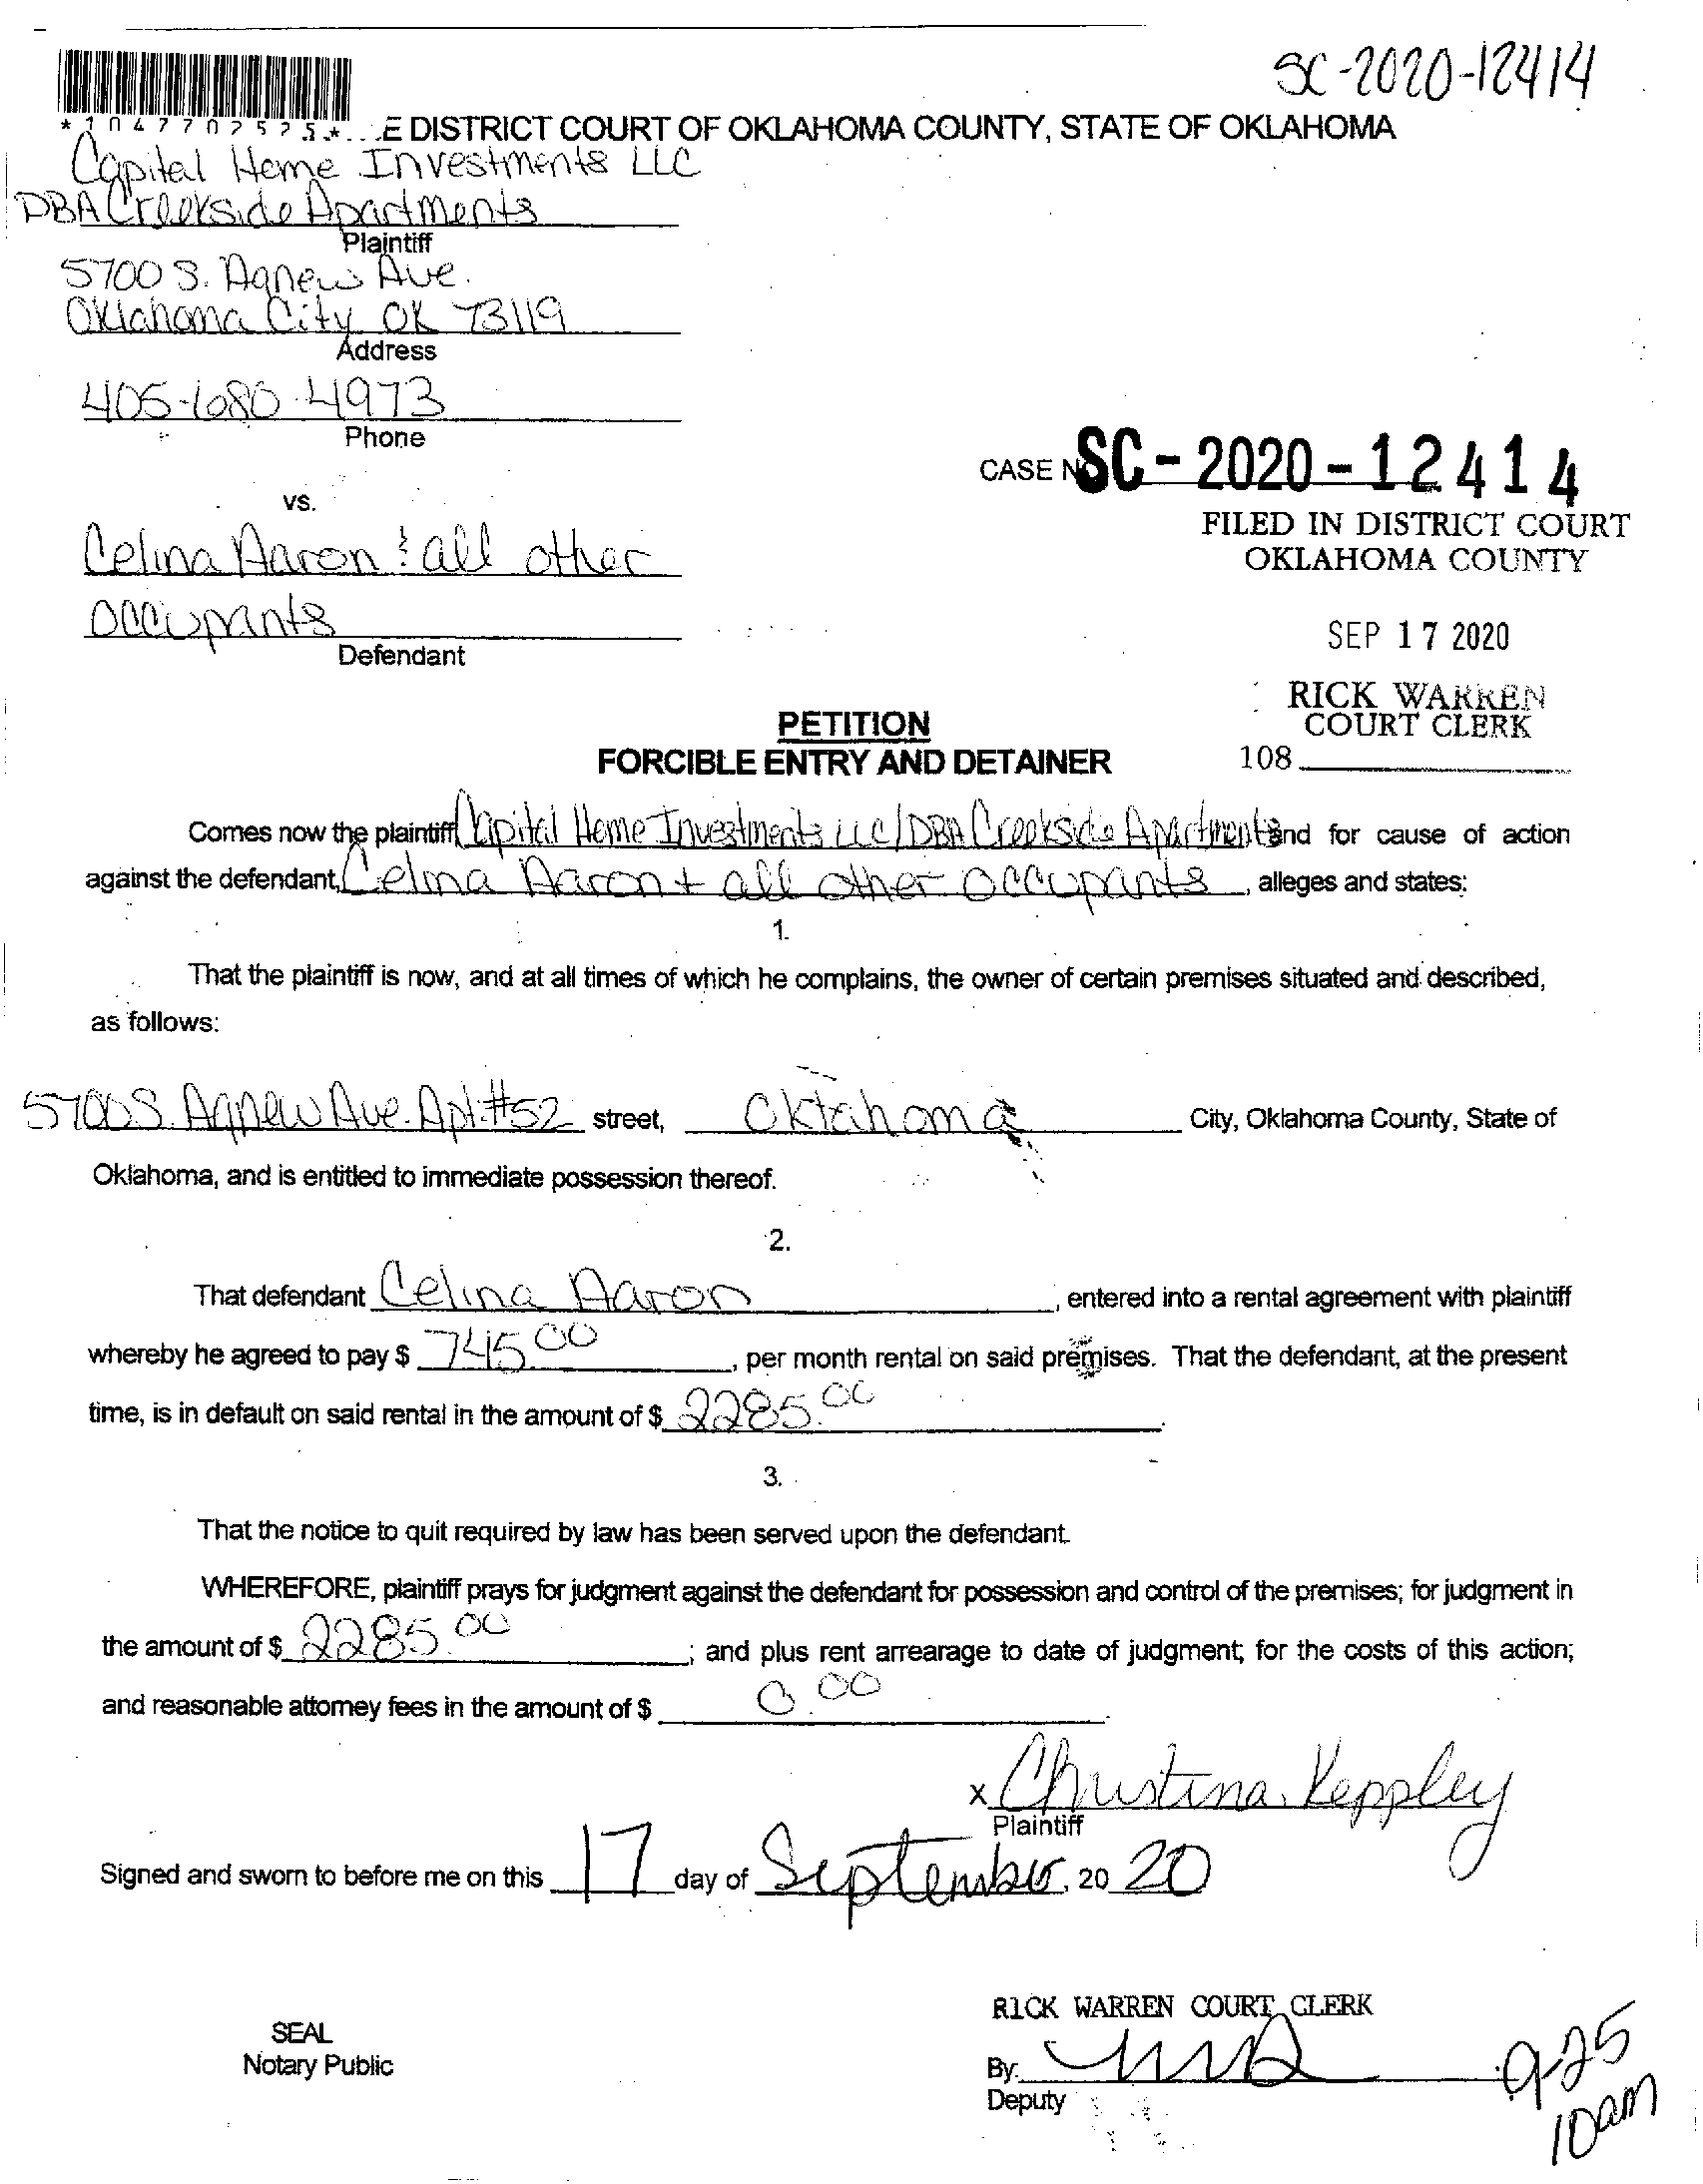 SC-2020-12414
*1047702525*
E DISTRICT COURT OF OKLAHOMA COUNTY, STATE OF OKLAHOMA
Capital Home Investments LLC
DBA Creekside Apartments
Plaintiff
5700 S. Agnew Ave.
Oklahoma City OK 73119
Address
405-680-4973
Phone
CASE NO SC-2020-12414
vs.
FILED IN DISTRICT COURT
OKLAHOMA COUNTY
Celina Aaron & all other
occupants
Defendant
SEP 17 2020
RICK WARREN
COURT CLERK
108
PETITION
FORCIBLE ENTRY AND DETAINER
Comes now the plaintiff Capital Home Investments LLC/DBA Creekside Apartments and for cause of action
against the defendant, Celina Aaron + all other occupants, alleges and states:
1.
That the plaintiff is now, and at all times of which he complains, the owner of certain premises situated and described,
as follows:
5700 S. Agnew Ave. Apt. #52 street, Oklahoma City, Oklahoma County, State of
Oklahoma, and is entitled to immediate possession thereof.
2.
That defendant Celina Aaron, entered into a rental agreement with plaintiff
whereby he agreed to pay $ 745.00, per month rental on said premises. That the defendant, at the present
time, is in default on said rental in the amount of $ 2285.00.
3.
That the notice to quit required by law has been served upon the defendant.
WHEREFORE, plaintiff prays for judgment against the defendant for possession and control of the premises; for judgment in
the amount of $ 2285.00; and plus rent arrearage to date of judgment; for the costs of this action;
and reasonable attorney fees in the amount of $ 0.00.
x Christina Keppley
Plaintiff
Signed and sworn to before me on this 17 day of September, 20 20
RICK WARREN COURT CLERK
SEAL
Notary Public
By:
Deputy
9-25
10am